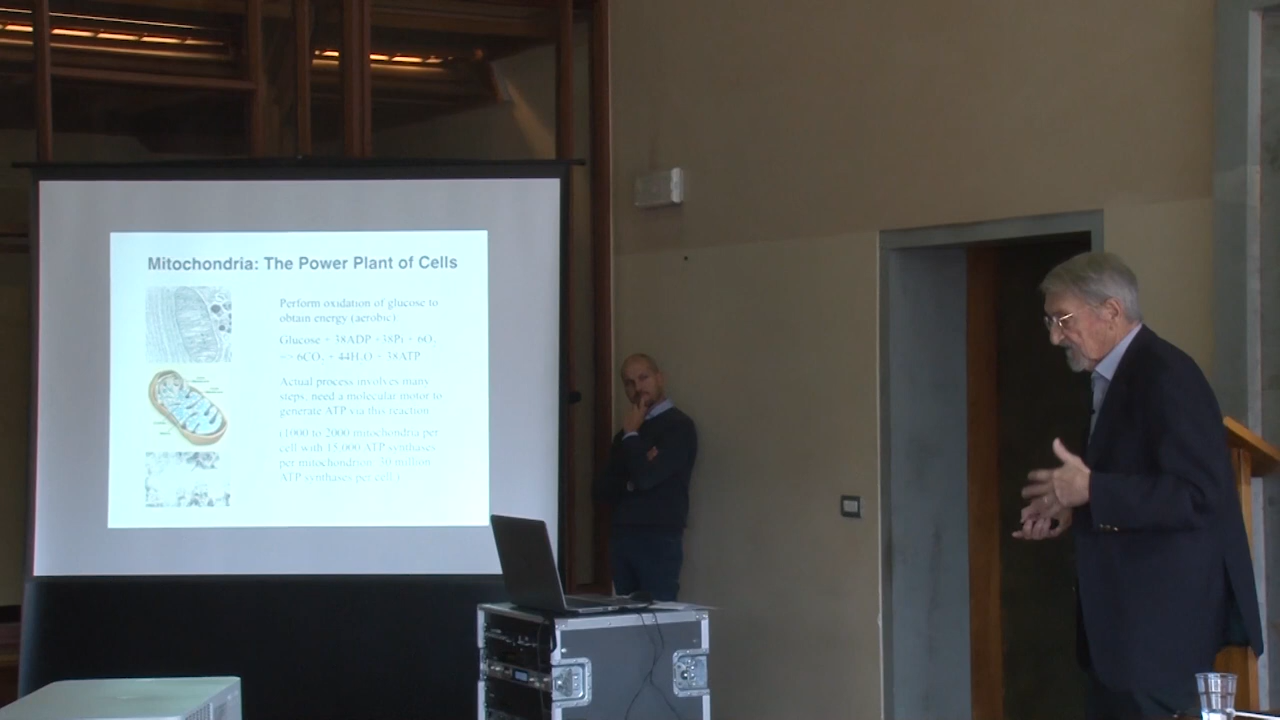 Mitochondria: The Power Plant of Cells
Perform oxidation of glucose to
obtain energy (aerobic)
Glucose + 38ADP +38Pi + 6O₂
6CO₂ + 44H₂O + 38ATP
Actual process involves many
steps, need a molecular motor to
generate ATP via this reaction
(1000 to 2000 mitochondria per
cell with 15,000 ATP synthases
per mitochondrion, 30 million
ATP synthases per cell.)